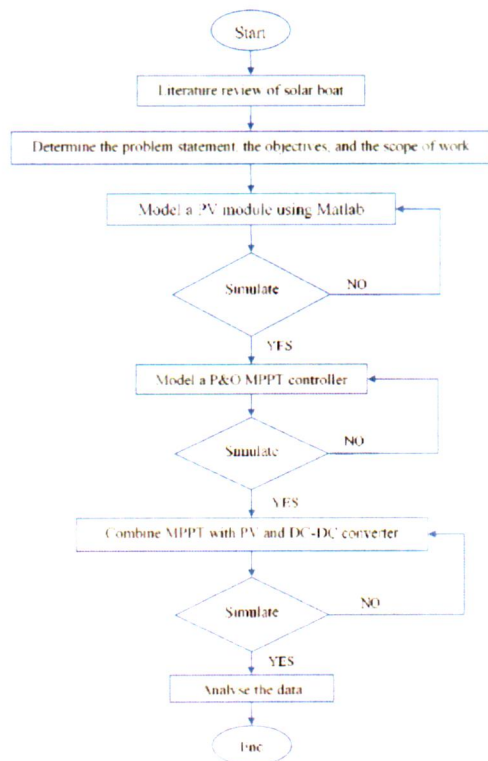 Start
Literature review of solar boat
Determine the problem statement, the objectives, and the scope of work
Model a PV module using Matlab
Simulate
NO
YES
Model a P&O MPPT controller
Simulate
NO
YES
Combine MPPT with PV and DC-DC converter
Simulate
NO
YES
Analyse the data
End